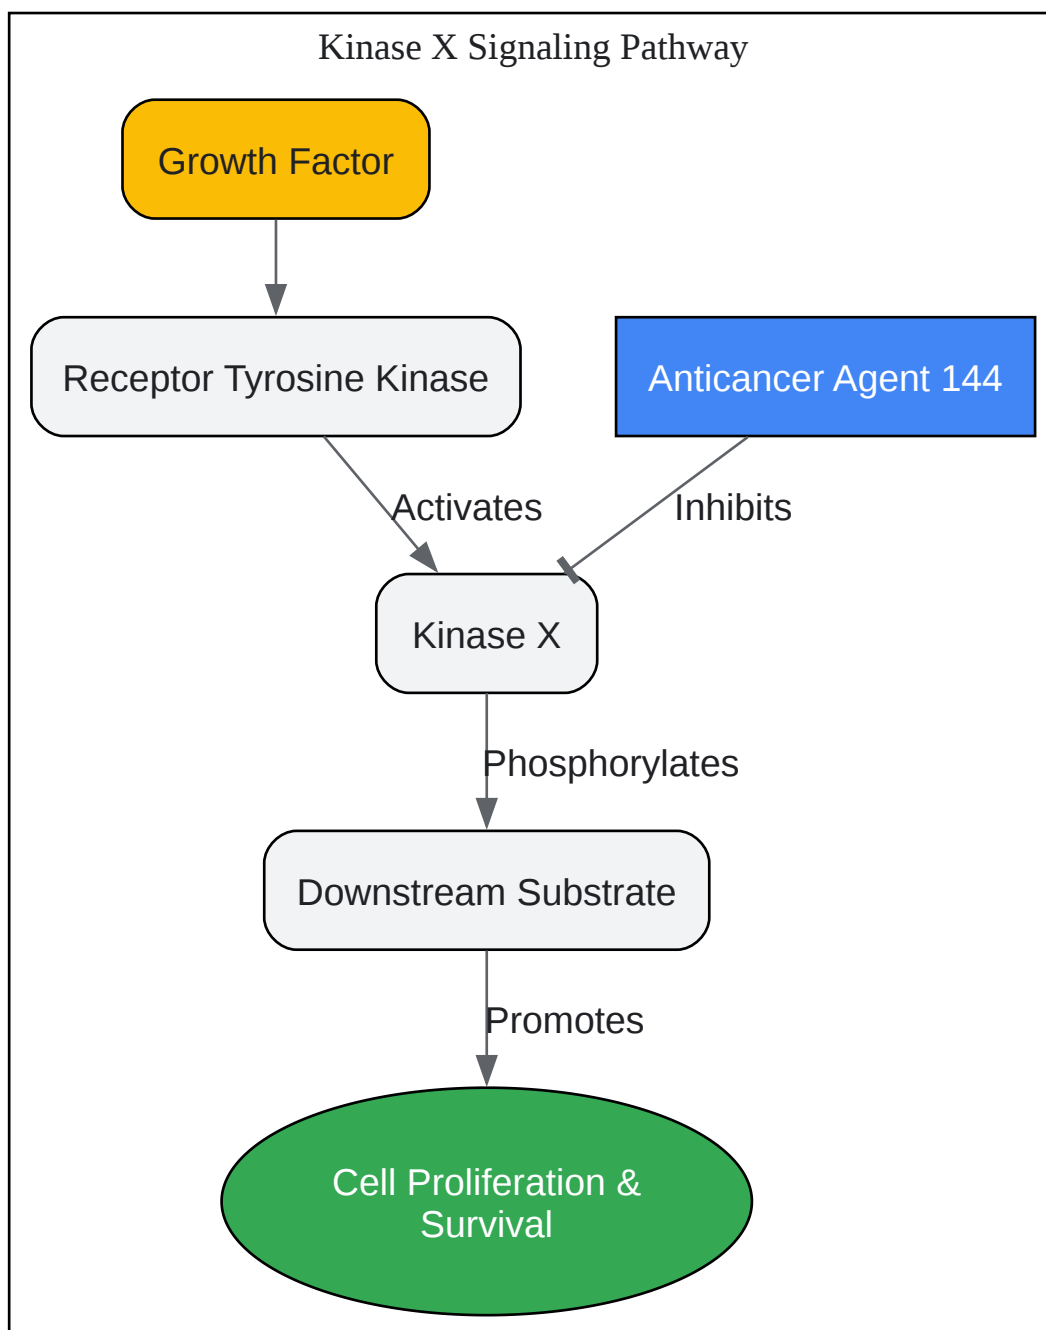 Kinase X Signaling Pathway
Growth Factor
Receptor Tyrosine Kinase
Anticancer Agent 144
Activates
Inhibits
Kinase X
Phosphorylates
Downstream Substrate
Promotes
Cell Proliferation &
Survival